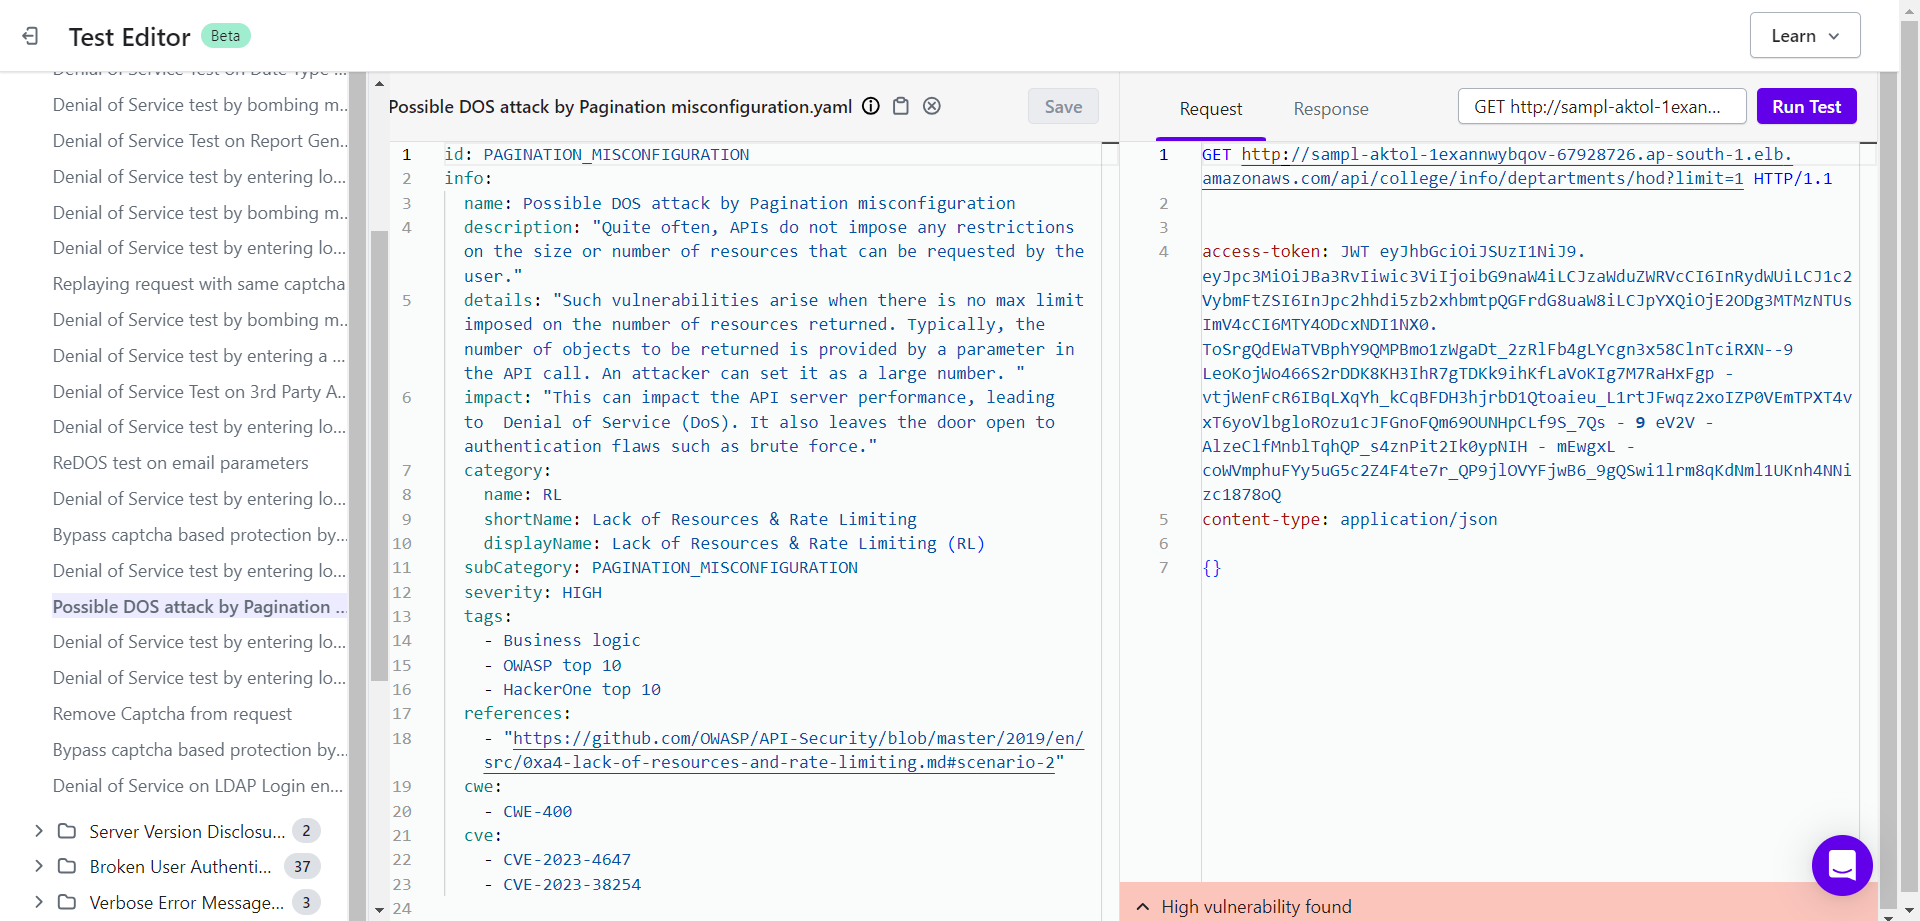 Test Editor Beta
Learn
Denial of Service Test on Date Type ...
Denial of Service test by bombing m...
Denial of Service Test on Report Gen...
Denial of Service test by entering lo...
Denial of Service test by bombing m...
Denial of Service test by entering lo...
Replaying request with same captcha
Denial of Service test by bombing m...
Denial of Service test by entering a ...
Denial of Service Test on 3rd Party A...
Denial of Service test by entering lo...
ReDOS test on email parameters
Denial of Service test by entering lo...
Bypass captcha based protection by...
Denial of Service test by entering lo...
Possible DOS attack by Pagination ...
Denial of Service test by entering lo...
Denial of Service test by entering lo...
Remove Captcha from request
Bypass captcha based protection by...
Denial of Service on LDAP Login en...
Server Version Disclosu... 2
Broken User Authenti... 37
Verbose Error Message... 3
Possible DOS attack by Pagination misconfiguration.yaml
Save
1 id: PAGINATION_MISCONFIGURATION
2 info:
3 name: Possible DOS attack by Pagination misconfiguration
4 description: "Quite often, APIs do not impose any restrictions
on the size or number of resources that can be requested by the
user."
5 details: "Such vulnerabilities arise when there is no max limit
imposed on the number of resources returned. Typically, the
number of objects to be returned is provided by a parameter in
the API call. An attacker can set it as a large number. "
6 impact: "This can impact the API server performance, leading
to  Denial of Service (DoS). It also leaves the door open to
authentication flaws such as brute force."
7 category:
8 name: RL
9 shortName: Lack of Resources & Rate Limiting
10 displayName: Lack of Resources & Rate Limiting (RL)
11 subCategory: PAGINATION_MISCONFIGURATION
12 severity: HIGH
13 tags:
14 - Business logic
15 - OWASP top 10
16 - HackerOne top 10
17 references:
18 - "https://github.com/OWASP/API-Security/blob/master/2019/en/
src/0xa4-lack-of-resources-and-rate-limiting.md#scenario-2"
19 cwe:
20 - CWE-400
21 cve:
22 - CVE-2023-4647
23 - CVE-2023-38254
24
Request Response GET http://sampl-aktol-1exan... Run Test
1 GET http://sampl-aktol-1exannwybqov-67928726.ap-south-1.elb.
amazonaws.com/api/college/info/deptartments/hod?limit=1 HTTP/1.1
2
3
4 access-token: JWT eyJhbGciOiJSUzI1NiJ9.
eyJpc3MiOiJBa3RvIiwic3ViIjoibG9naW4iLCJzaWduZWRVcCI6InRydWUiLCJ1c2
VybmFtZSI6InJpc2hhdi5zb2xhbmtpQGFrdG8uaW8iLCJpYXQiOjE2ODg3MTMzNTUs
ImV4cCI6MTY4ODcxNDI1NX0.
ToSrgQdEWaTVBphY9QMPBmo1zWgaDt_2zRlFb4gLYcgn3x58ClnTciRXN--9
LeoKojWo466S2rDDK8KH3IhR7gTDKk9ihKfLaVoKIg7M7RaHxFgp -
vtjWenFcR6IBqLXqYh_kCqBFDH3hjrbD1Qtoaieu_L1rtJFwqz2xoIZP0VEmTPXT4v
xT6yoVlbgloROzu1cJFGnoFQm69OUNHpCLf9S_7Qs - 9 eV2V -
AlzeClfMnblTqhQP_s4znPit2Ik0ypNIH - mEwgxL -
coWVmphuFYy5uG5c2Z4F4te7r_QP9jlOVYFjwB6_9gQSwi1lrm8qKdNml1UKnh4NNi
zc1878oQ
5 content-type: application/json
6
7 {}
High vulnerability found